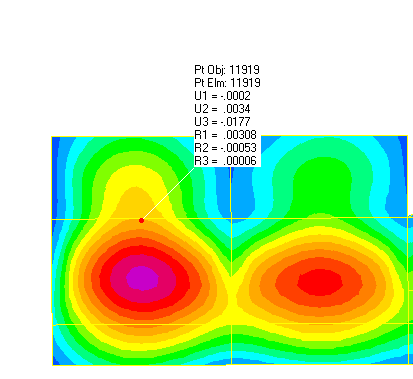 Pt Obj: 11919
Pt Elm: 11919
U1 = -.0002
U2 = .0034
U3 = -.0177
R1 = .00308
R2 = -.00053
R3 = .00006